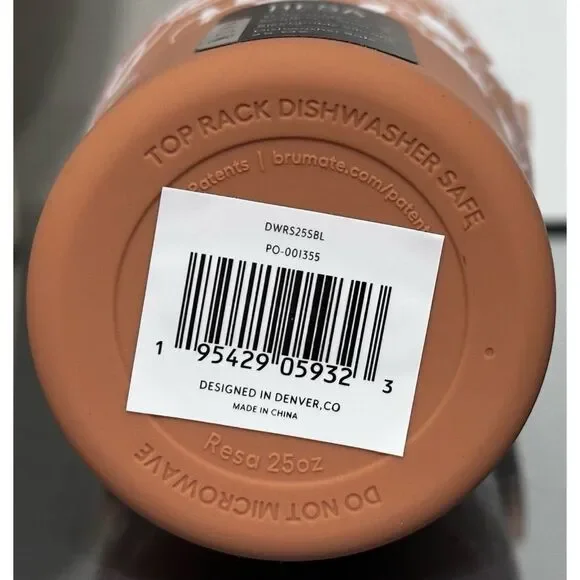 TOP RACK DISHWASHER SAFE
Patents | brumate.com/patent
DWRS25SBL
PO-001355
1 95429 05932 3
DESIGNED IN DENVER,CO
MADE IN CHINA
Resa 25oz
DO NOT MICROWAVE